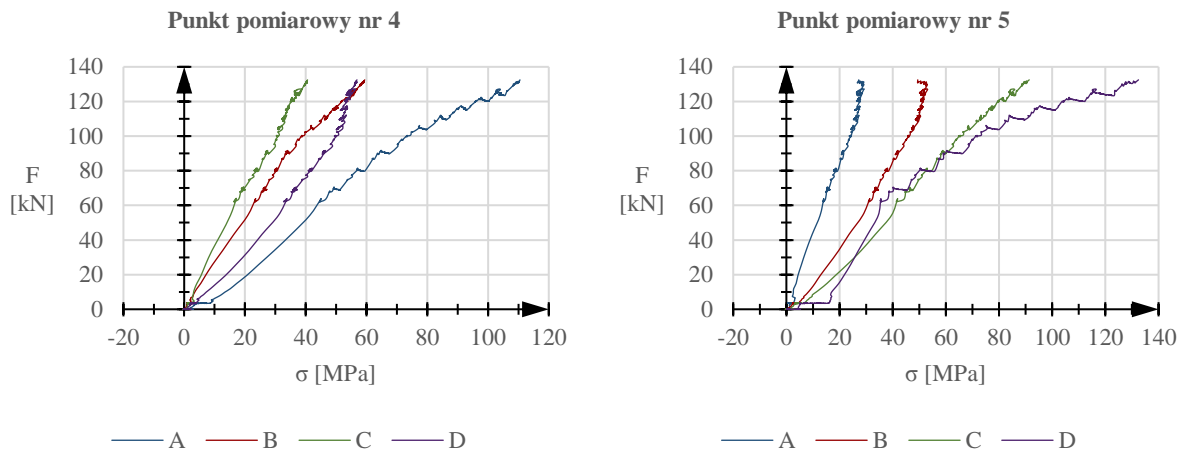 Punkt pomiarowy nr 4
140
120
100
80
60
40
20
0
F
[kN]
-20 0 20 40 60 80 100 120
σ [MPa]
A B C D
Punkt pomiarowy nr 5
140
120
100
80
60
40
20
0
F
[kN]
-20 0 20 40 60 80 100 120 140
σ [MPa]
A B C D